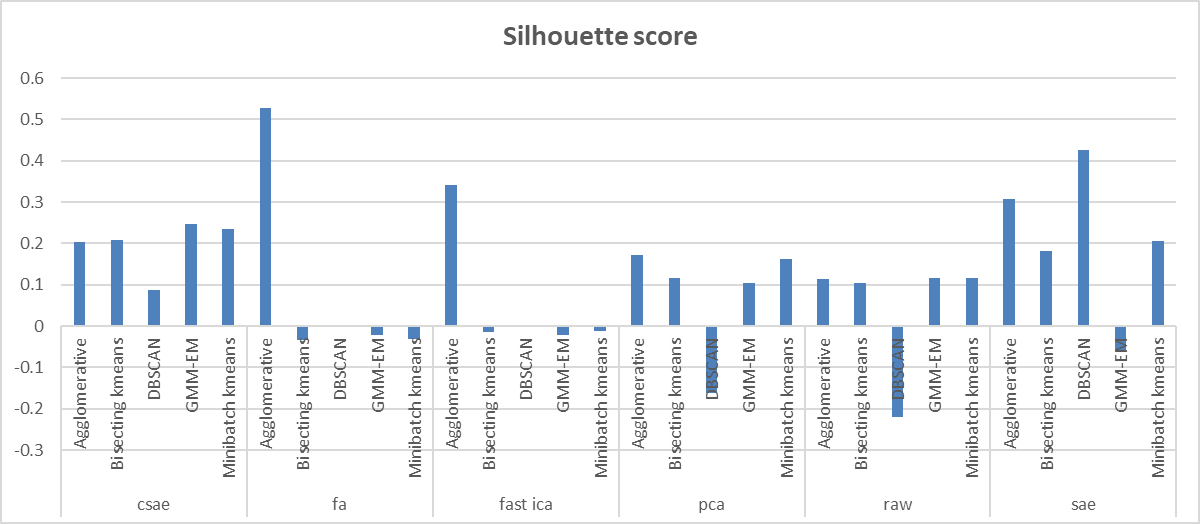 Silhouette score
0.6
0.5
0.4
0.3
0.2
0.1
0
-0.1
-0.2
-0.3
Agglomerative
Bisecting kmeans
DBSCAN
GMM-EM
Minibatch kmeans
Agglomerative
Bisecting kmeans
DBSCAN
GMM-EM
Minibatch kmeans
Agglomerative
Bisecting kmeans
DBSCAN
GMM-EM
Minibatch kmeans
Agglomerative
Bisecting kmeans
DBSCAN
GMM-EM
Minibatch kmeans
Agglomerative
Bisecting kmeans
DBSCAN
GMM-EM
Minibatch kmeans
Agglomerative
Bisecting kmeans
DBSCAN
GMM-EM
Minibatch kmeans
csae
fa
fast ica
pca
raw
sae